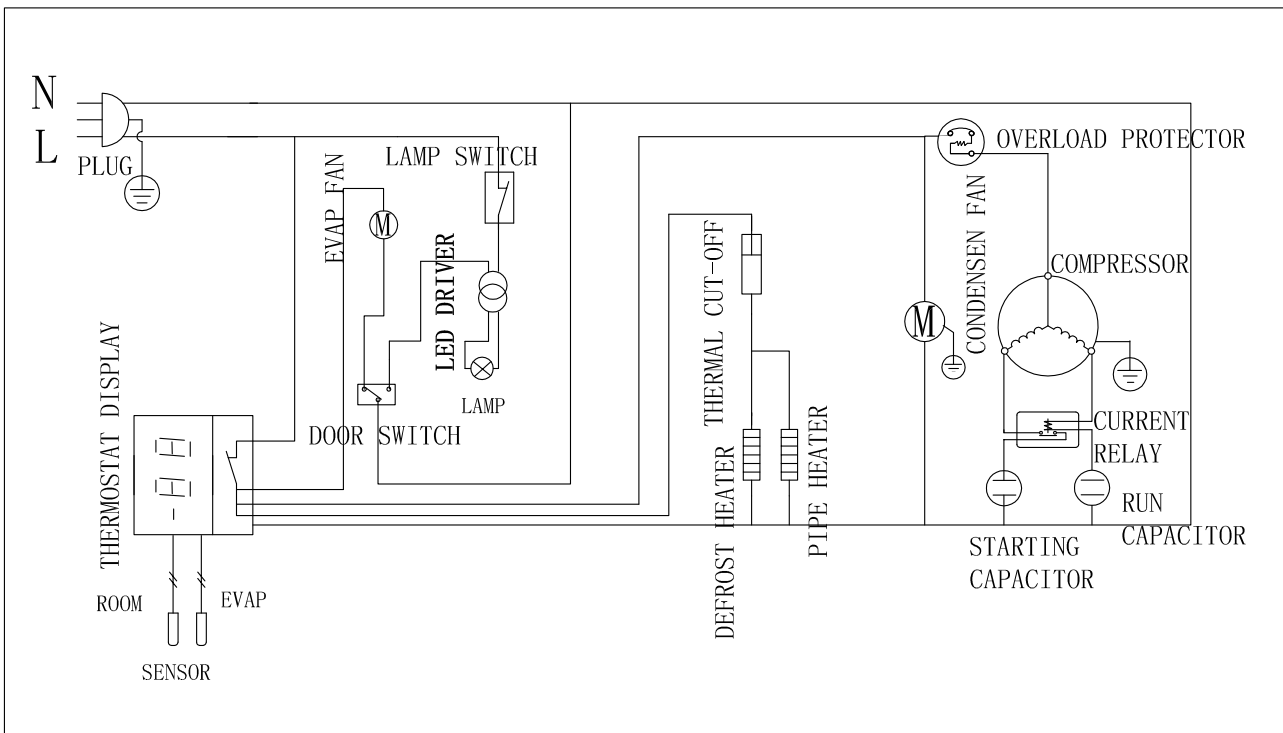 N
L
PLUG
LAMP SWITCH
OVERLOAD PROTECTOR
EVAP FAN
M
LED DRIVER
LAMP
DOOR SWITCH
THERMAL CUT-OFF
CONDENSEN FAN
M
COMPRESSOR
THERMOSTAT DISPLAY
CURRENT
RELAY
DEFROST HEATER
PIPE HEATER
RUN
CAPACITOR
STARTING
CAPACITOR
ROOM
EVAP
SENSOR